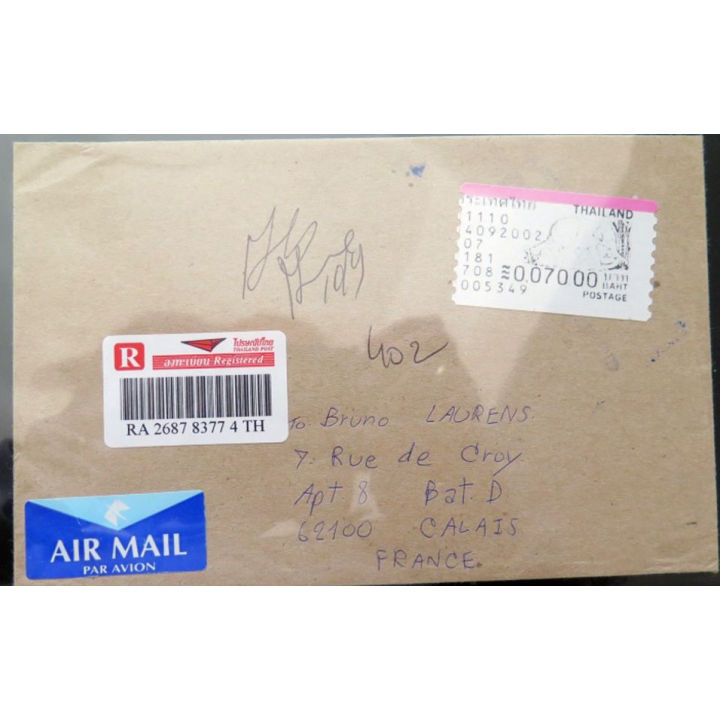 ประเทศไทย THAILAND
1110
4092002
07
181
708 ≋0,070.00 บาท
BAHT
005349
POSTAGE
402
R
ไปรษณีย์ไทย
THAILAND POST
ลงทะเบียน Registered
RA 2687 8377 4 TH
To Bruno LAURENS.
7. Rue de Croy
Apt 8 Bat. D
62100 CALAIS
FRANCE.
AIR MAIL
PAR AVION